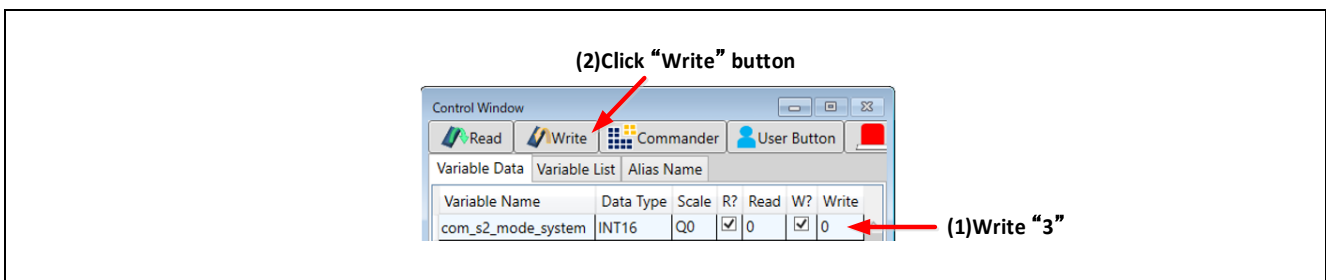 (2)Click “Write” button
Control Window
Read Write Commander User Button
Variable Data Variable List Alias Name
Variable Name Data Type Scale R? Read W? Write
com_s2_mode_system INT16 Q0 0 0
(1)Write “3”